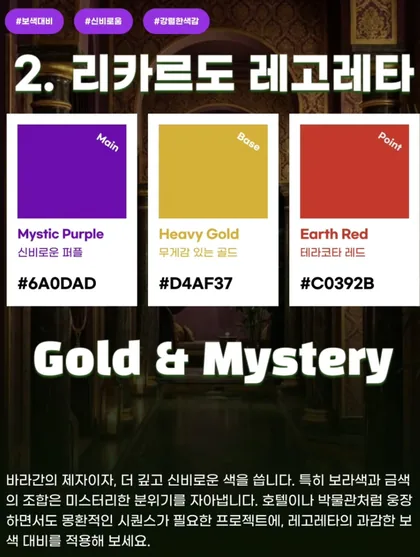 #보색대비 #신비로움 #강렬한색감
2. 리카르도 레고레타
Main Base Point
Mystic Purple Heavy Gold Earth Red
신비로운 퍼플 무게감 있는 골드 테라코타 레드
#6A0DAD #D4AF37 #C0392B
Gold & Mystery
바라간의 제자이자, 더 깊고 신비로운 색을 씁니다. 특히 보라색과 금색
의 조합은 미스터리한 분위기를 자아냅니다. 호텔이나 박물관처럼 웅장
하면서도 몽환적인 시퀀스가 필요한 프로젝트에, 레고레타의 과감한 보
색 대비를 적용해 보세요.